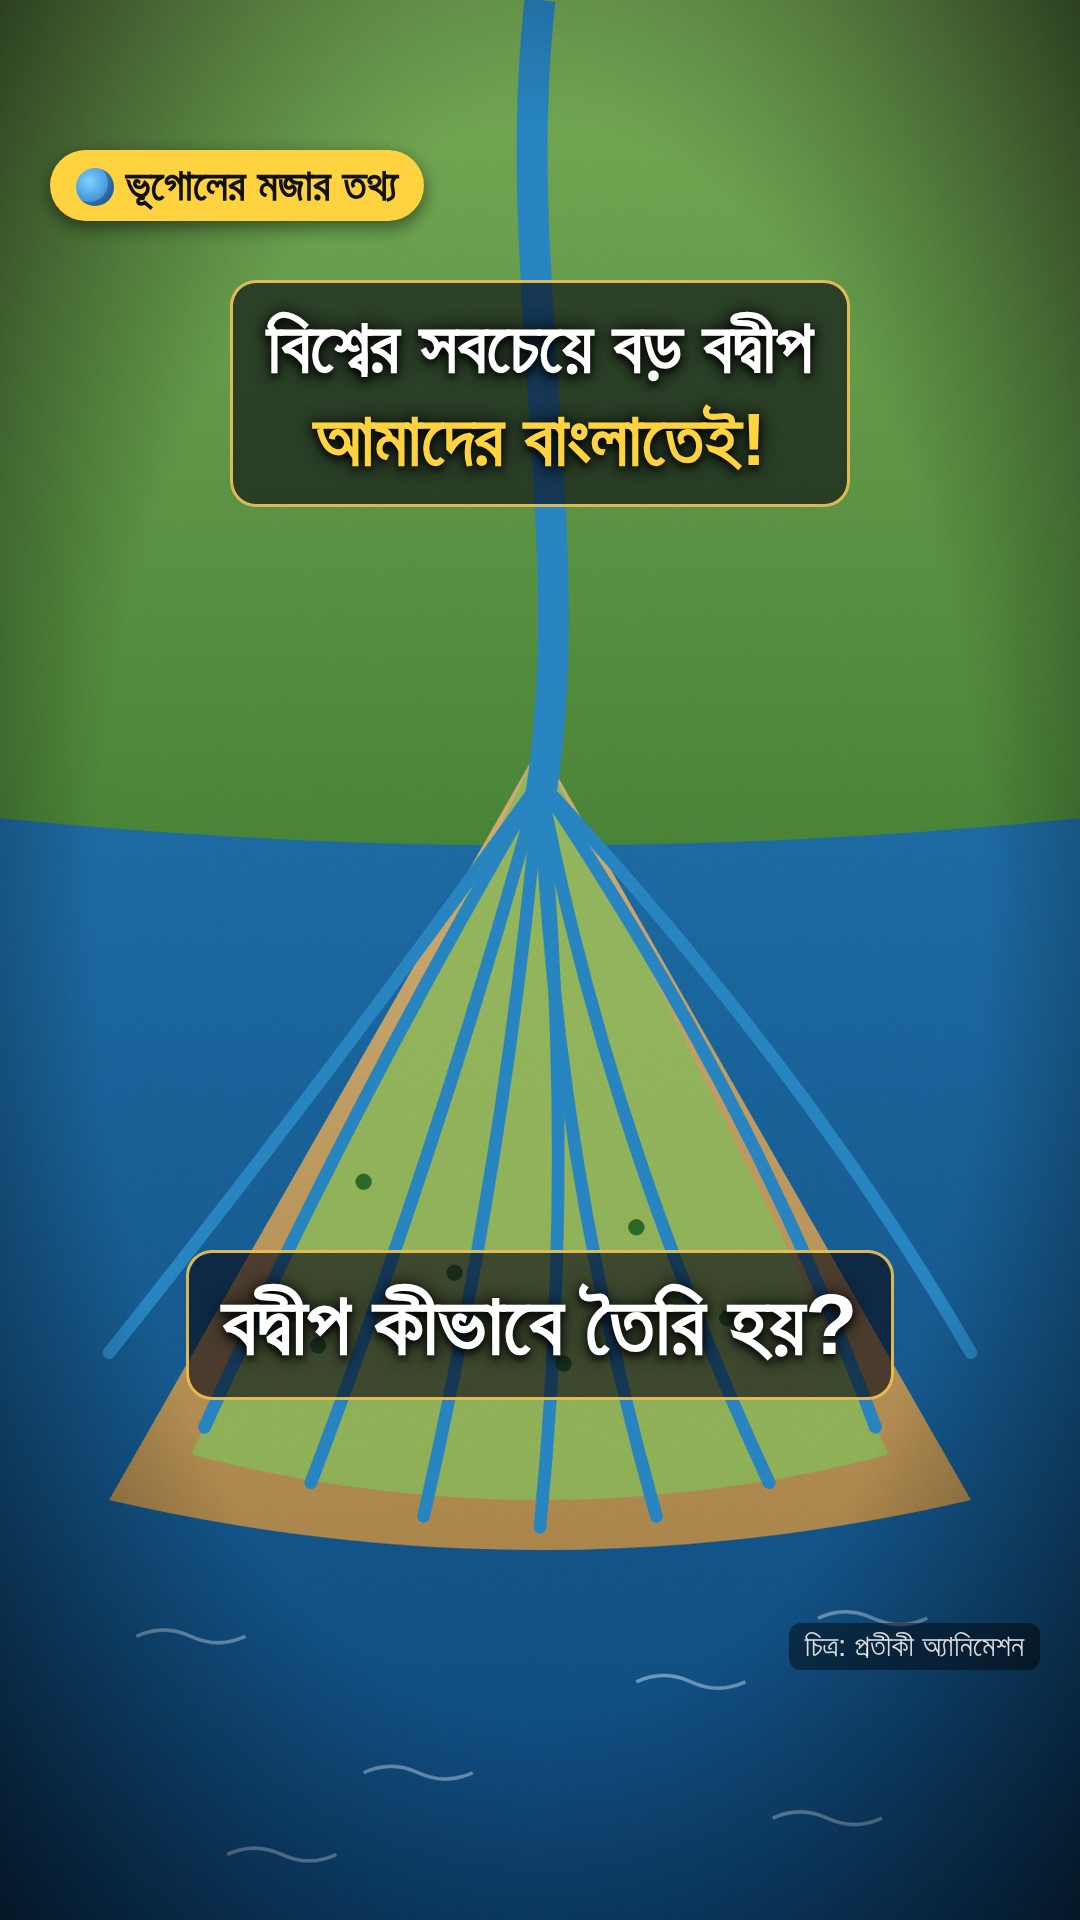 ভূগোলের মজার তথ্য
বিশ্বের সবচেয়ে বড় বদ্বীপ
আমাদের বাংলাতেই!
বদ্বীপ কীভাবে তৈরি হয়?
চিত্র: প্রতীকী অ্যানিমেশন